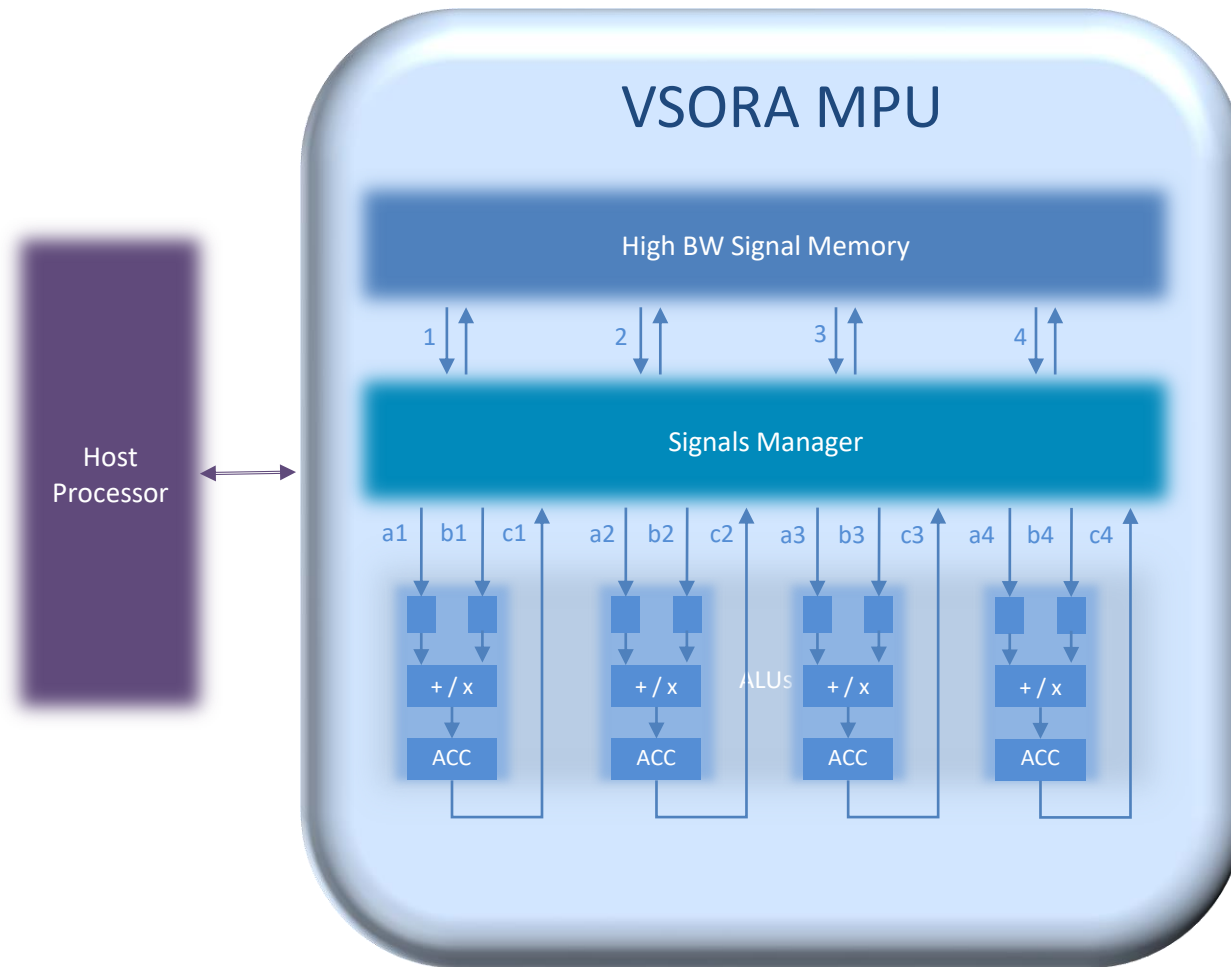 VSORA MPU
High BW Signal Memory
1 2 3 4
Signals Manager
Host
Processor
a1 b1 c1 a2 b2 c2 a3 b3 c3 a4 b4 c4
+ / x + / x ALUs + / x + / x
ACC ACC ACC ACC